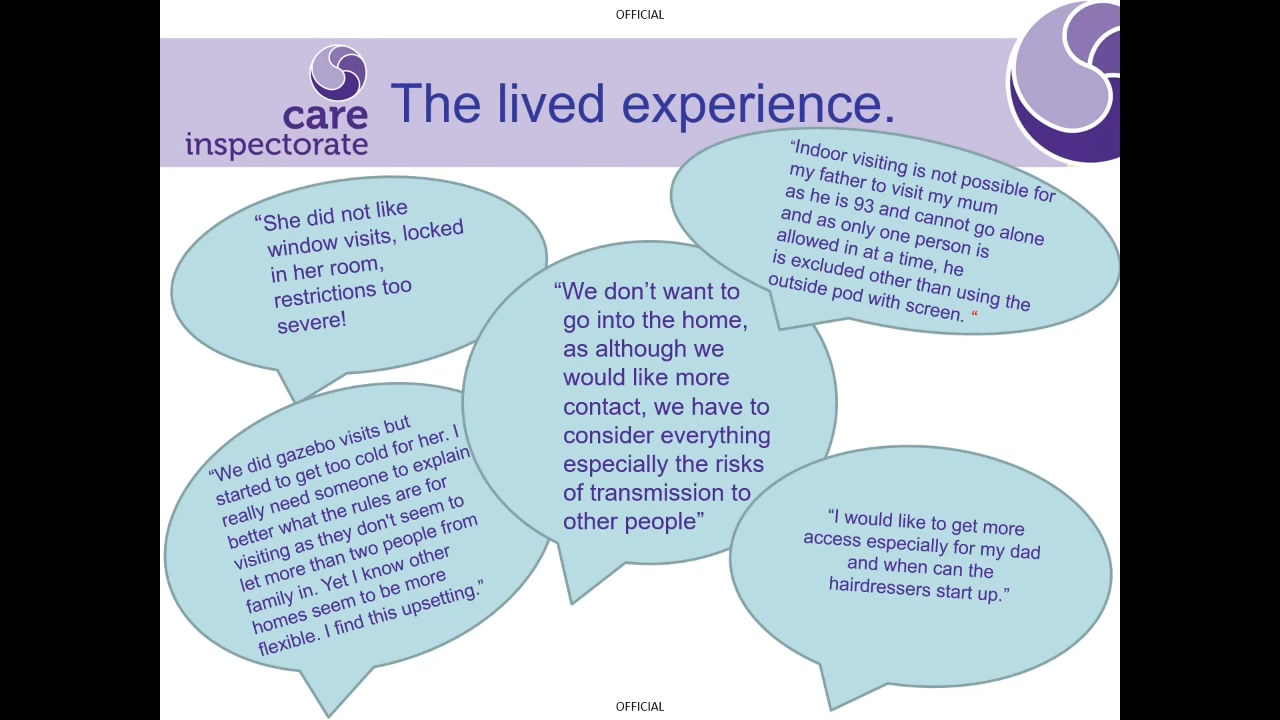 OFFICIAL
care
inspectorate
The lived experience.
“She did not like
window visits, locked
in her room,
restrictions too
severe!
“Indoor visiting is not possible for
my father to visit my mum
as he is 93 and cannot go alone
and as only one person is
allowed in at a time, he
is excluded other than using the
outside pod with screen. “
“We don’t want to
go into the home,
as although we
would like more
contact, we have to
consider everything
especially the risks
of transmission to
other people”
“We did gazebo visits but
started to get too cold for her. I
really need someone to explain
better what the rules are for
visiting as they don't seem to
let more than two people from
family in. Yet I know other
homes seem to be more
flexible. I find this upsetting.”
“I would like to get more
access especially for my dad
and when can the
hairdressers start up.”
OFFICIAL